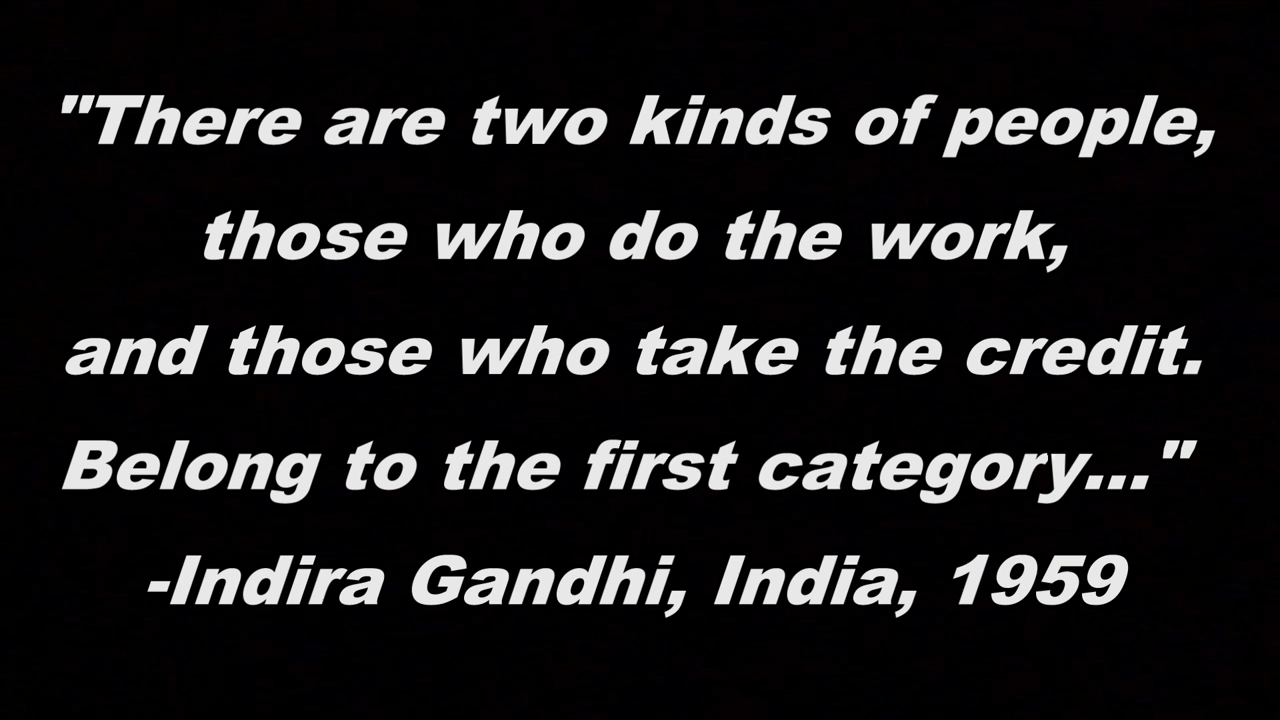 "There are two kinds of people,
those who do the work,
and those who take the credit.
Belong to the first category..."
-Indira Gandhi, India, 1959